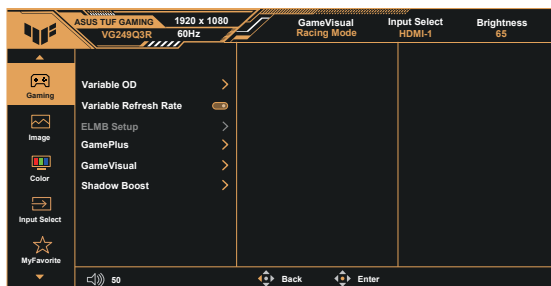 ASUS TUF GAMING 1920 x 1080 GameVisual Input Select Brightness
VG249Q3R 60Hz Racing Mode HDMI-1 65
Gaming
Variable OD
Variable Refresh Rate
ELMB Setup
GamePlus
GameVisual
Shadow Boost
Image
Color
Input Select
MyFavorite
50 Back Enter